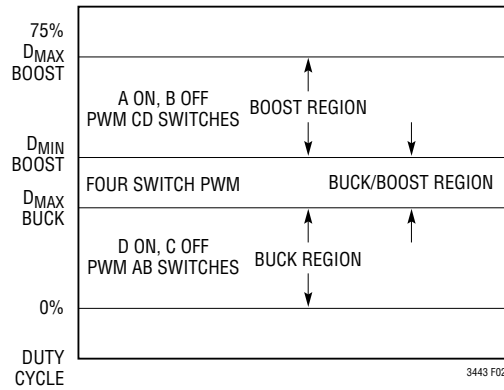 75%
DMAX
BOOST
A ON, B OFF
PWM CD SWITCHES
BOOST REGION
DMIN
BOOST
FOUR SWITCH PWM
BUCK/BOOST REGION
DMAX
BUCK
D ON, C OFF
PWM AB SWITCHES
BUCK REGION
0%
DUTY
CYCLE
3443 F02